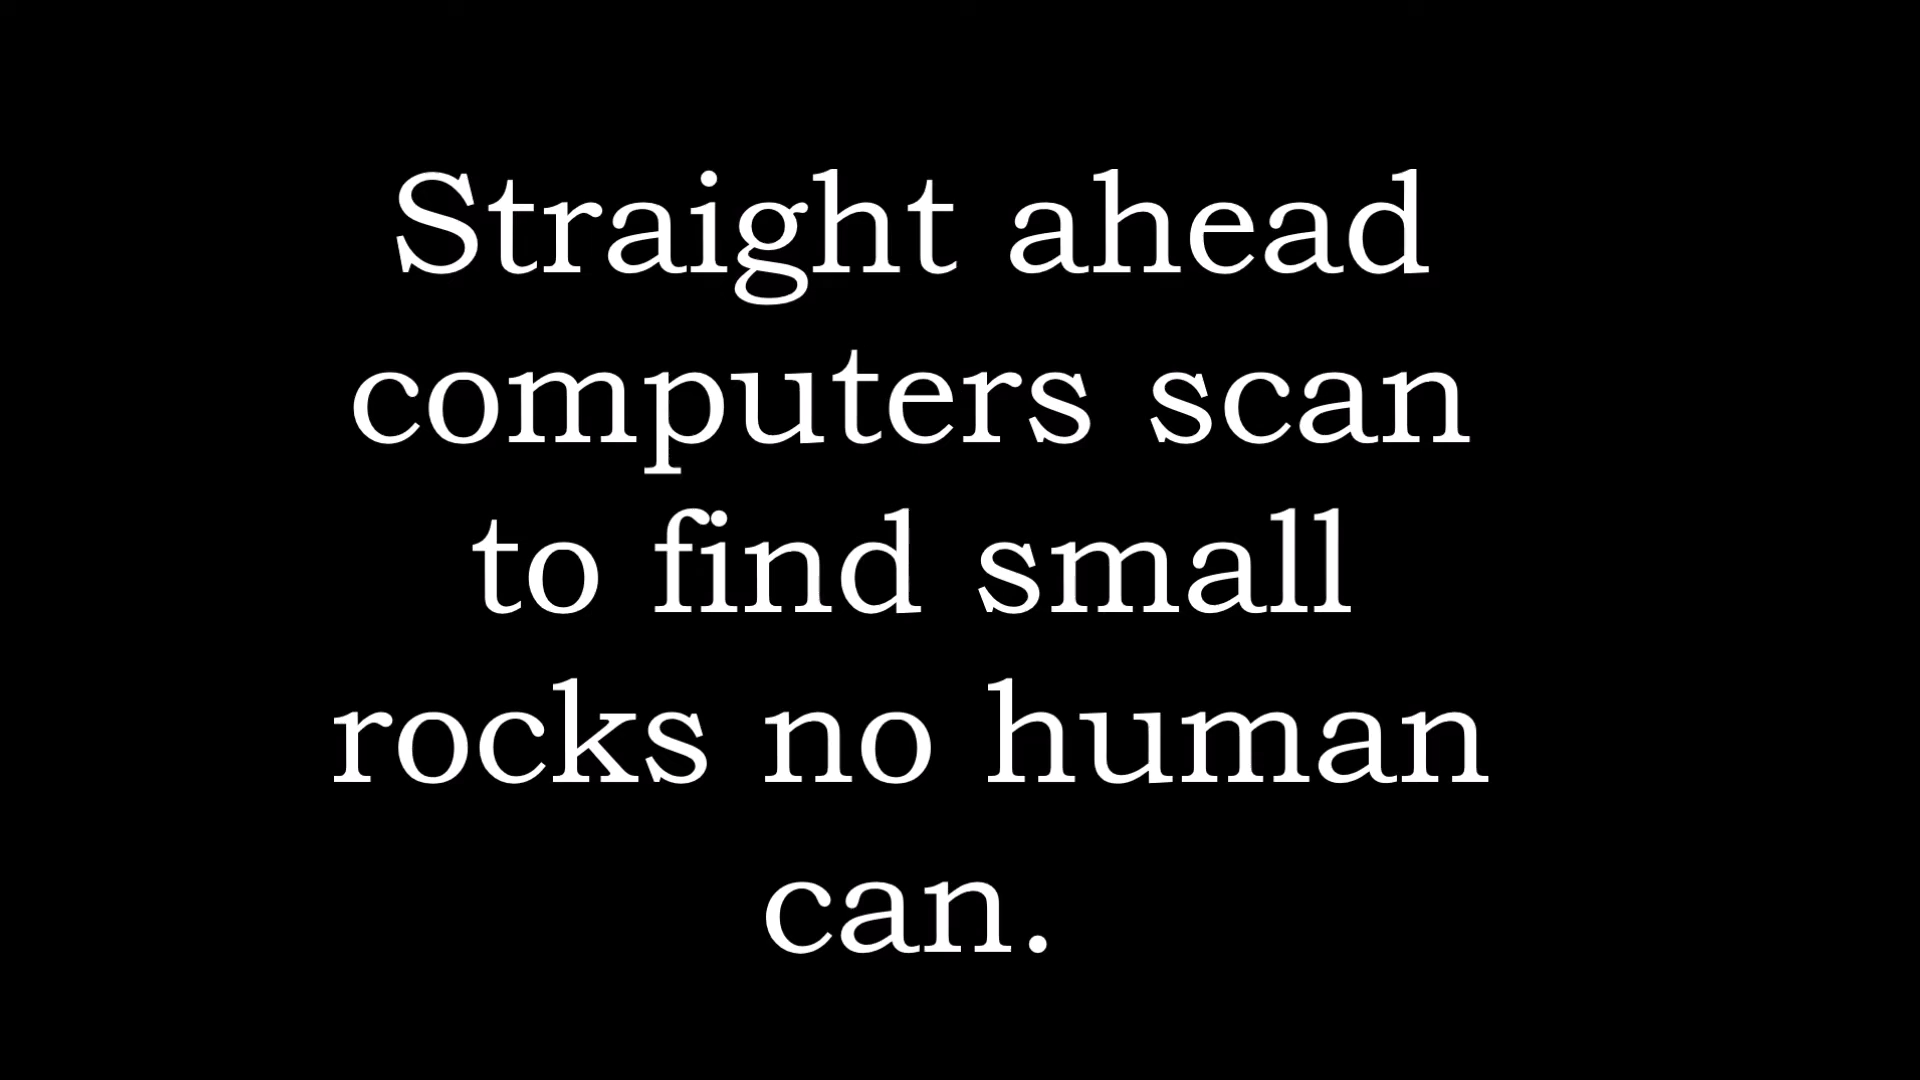 Straight ahead
computers scan
to find small
rocks no human
can.